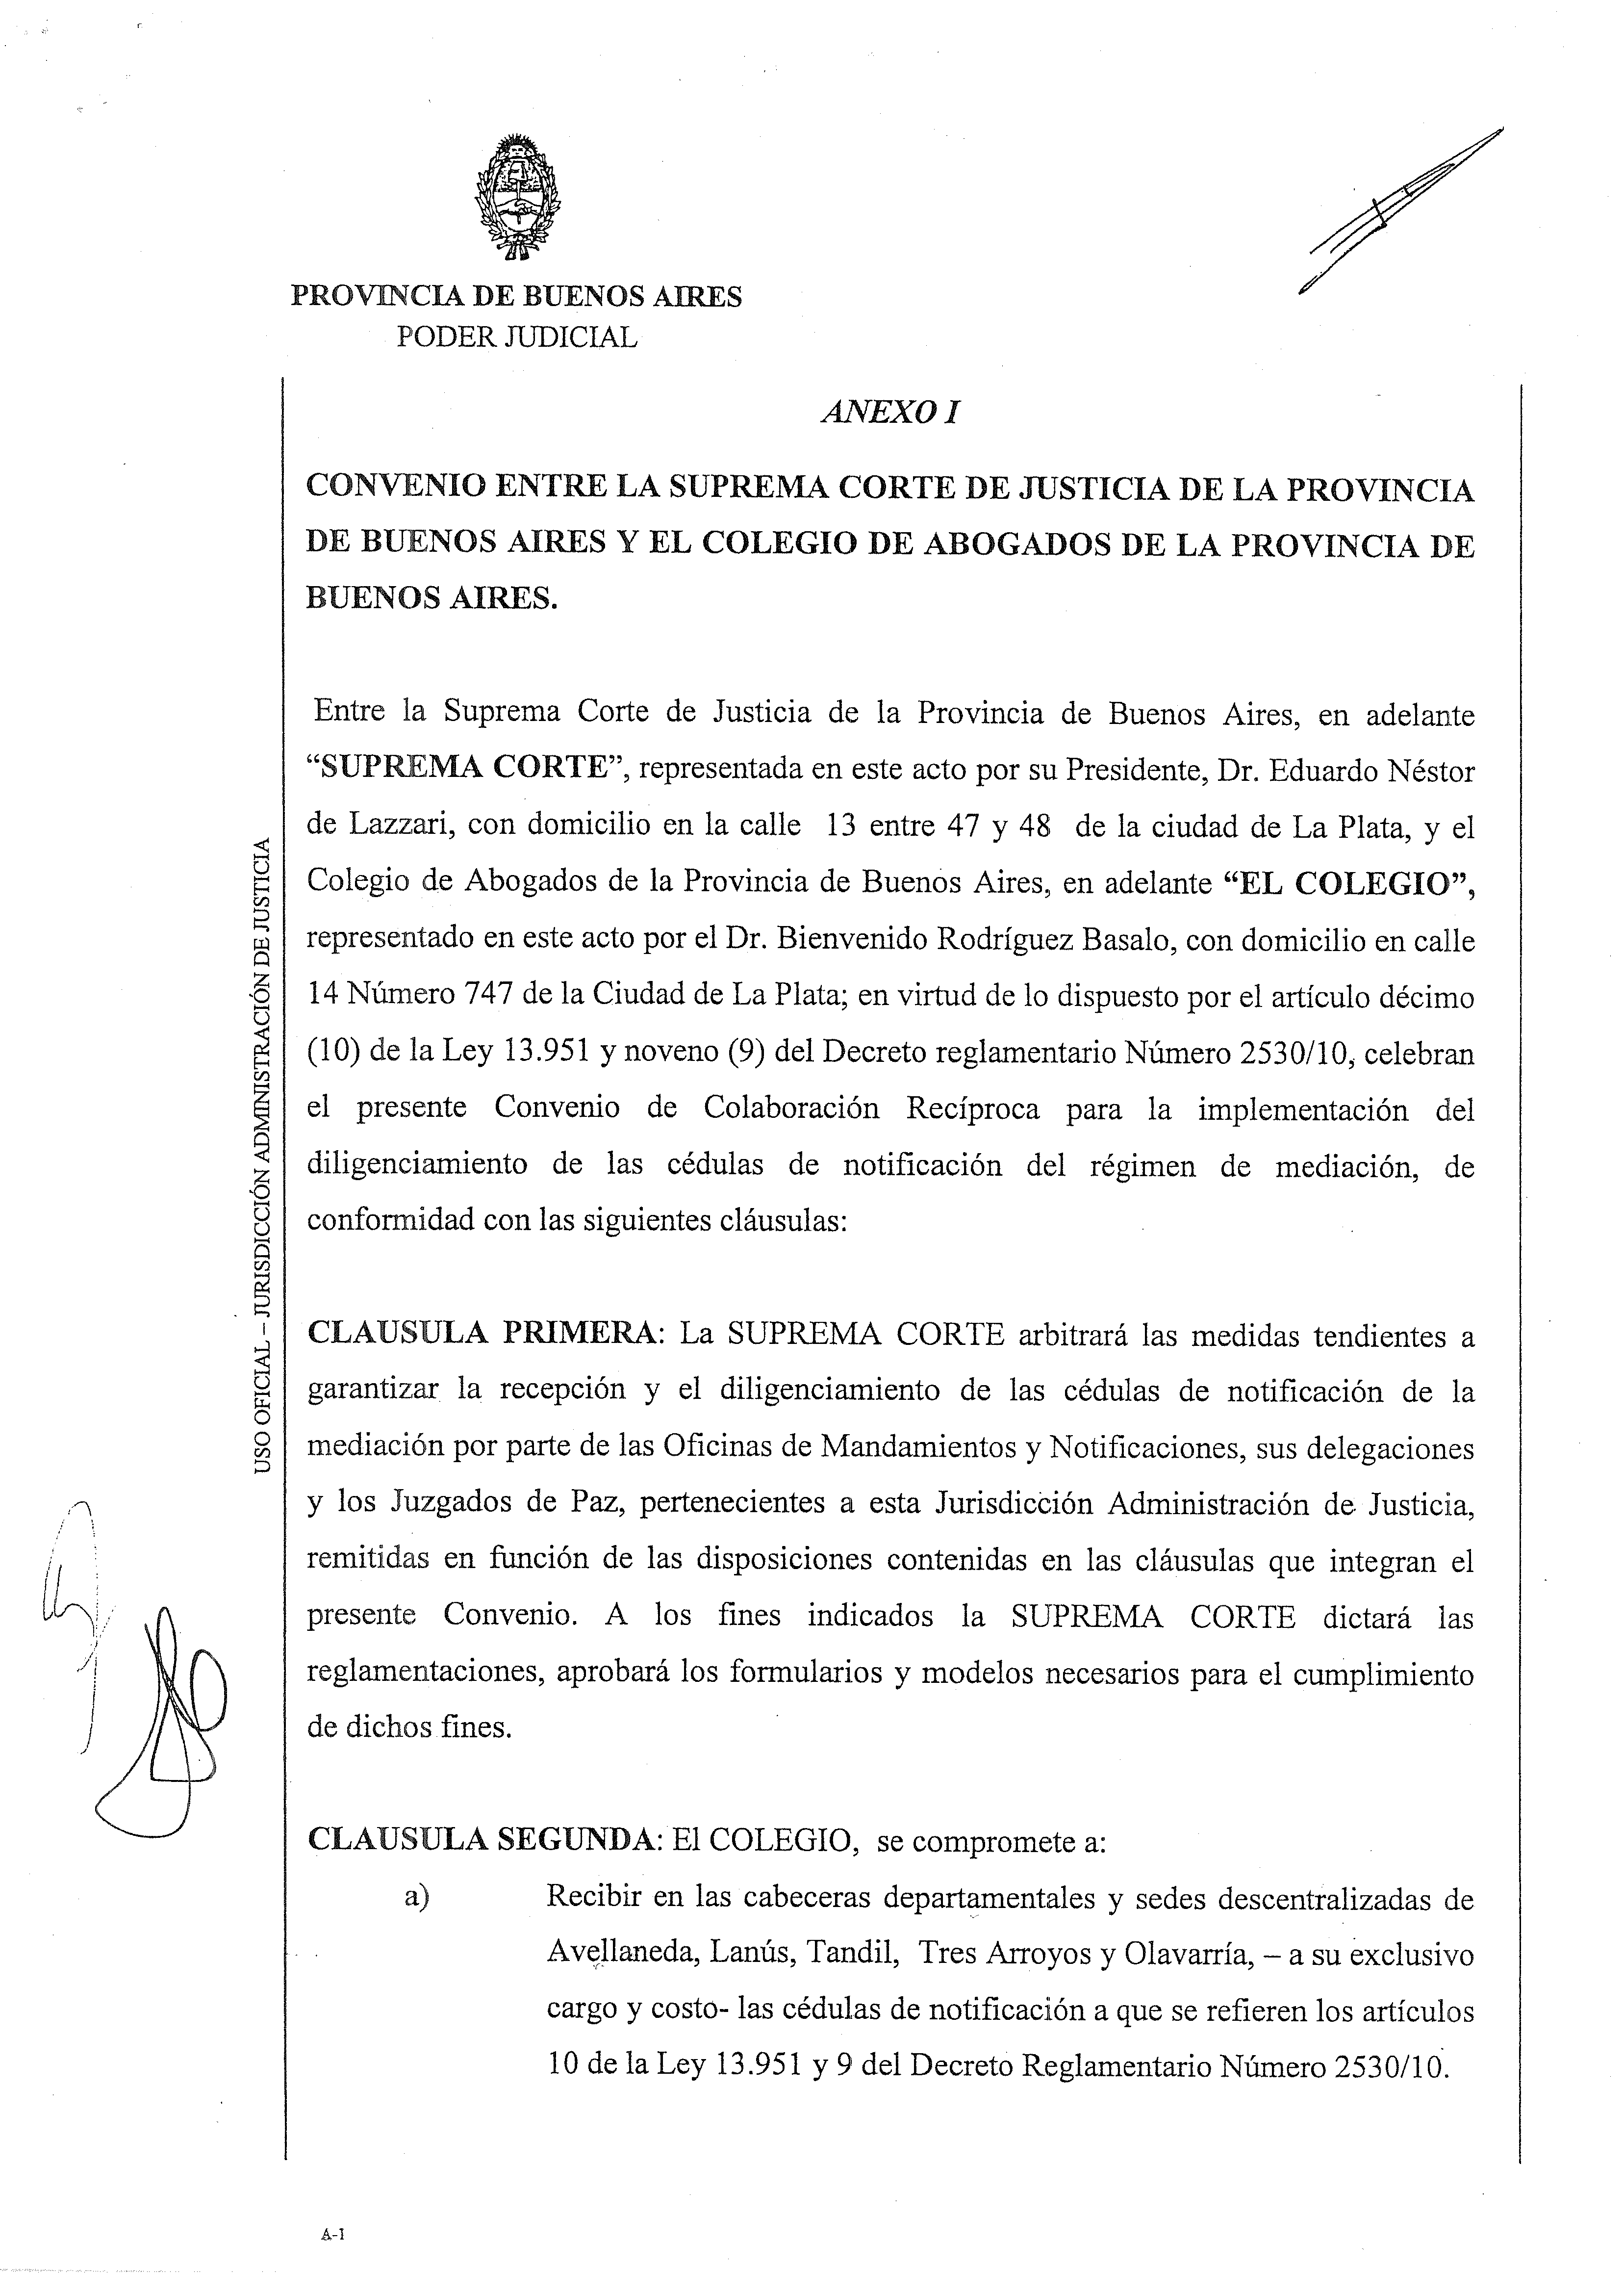 PROVINCIA DE BUENOS AIRES
PODER JUDICIAL
ANEXO I
CONVENIO ENTRE LA SUPREMA CORTE DE JUSTICIA DE LA PROVINCIA
DE BUENOS AIRES Y EL COLEGIO DE ABOGADOS DE LA PROVINCIA DE
BUENOS AIRES.
Entre la Suprema Corte de Justicia de la Provincia de Buenos Aires, en adelante
“SUPREMA CORTE”, representada en este acto por su Presidente, Dr. Eduardo Néstor
de Lazzari, con domicilio en la calle 13 entre 47 y 48 de la ciudad de La Plata, y el
Colegio de Abogados de la Provincia de Buenos Aires, en adelante “EL COLEGIO”,
representado en este acto por el Dr. Bienvenido Rodríguez Basalo, con domicilio en calle
14 Número 747 de la Ciudad de La Plata; en virtud de lo dispuesto por el artículo décimo
(10) de la Ley 13.951 y noveno (9) del Decreto reglamentario Número 2530/10, celebran
el presente Convenio de Colaboración Recíproca para la implementación del
diligenciamiento de las cédulas de notificación del régimen de mediación, de
conformidad con las siguientes cláusulas:
CLAUSULA PRIMERA: La SUPREMA CORTE arbitrará las medidas tendientes a
garantizar la recepción y el diligenciamiento de las cédulas de notificación de la
mediación por parte de las Oficinas de Mandamientos y Notificaciones, sus delegaciones
y los Juzgados de Paz, pertenecientes a esta Jurisdicción Administración de Justicia,
remitidas en función de las disposiciones contenidas en las cláusulas que integran el
presente Convenio. A los fines indicados la SUPREMA CORTE dictará las
reglamentaciones, aprobará los formularios y modelos necesarios para el cumplimiento
de dichos fines.
CLAUSULA SEGUNDA: El COLEGIO, se compromete a:
a) Recibir en las cabeceras departamentales y sedes descentralizadas de
Avellaneda, Lanús, Tandil, Tres Arroyos y Olavarría, – a su exclusivo
cargo y costo- las cédulas de notificación a que se refieren los artículos
10 de la Ley 13.951 y 9 del Decreto Reglamentario Número 2530/10.
USO OFICIAL – JURISDICCIÓN ADMINISTRACIÓN DE JUSTICIA
A-1